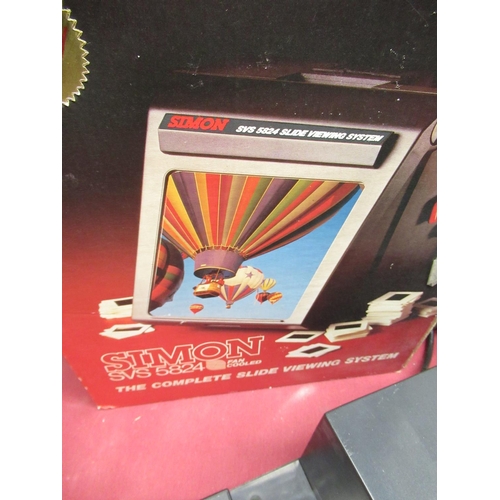 SIMON SVS 5824 SLIDE VIEWING SYSTEM
SIMON
SVS 5824 FAN COOLED
THE COMPLETE SLIDE VIEWING SYSTEM